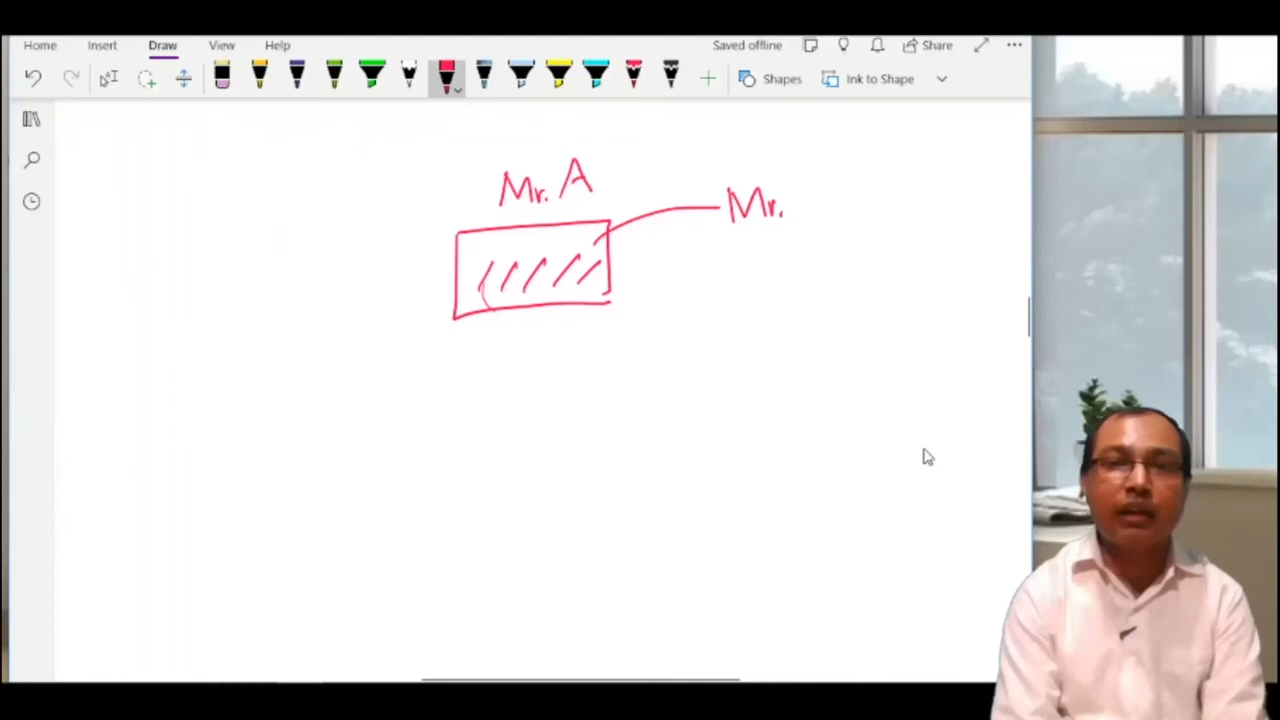 Home Insert Draw View Help Saved offline Share
Shapes Ink to Shape
Mr. A
Mr.